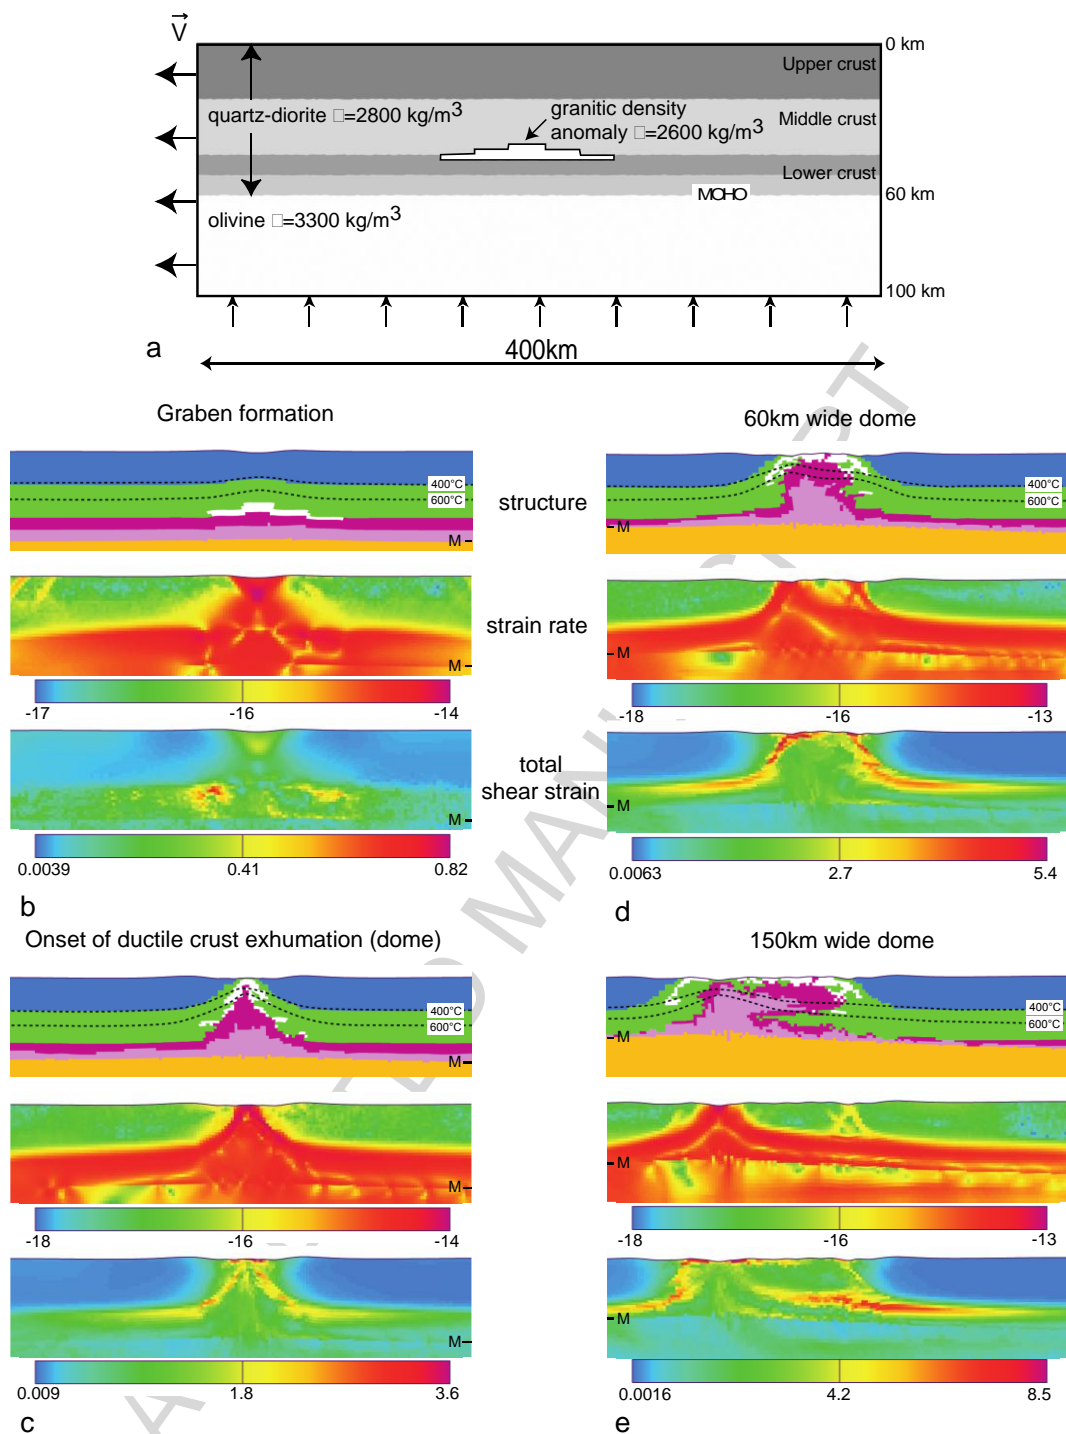 V
0 km
Upper crust
quartz-diorite □=2800 kg/m3
granitic density
anomaly □=2600 kg/m3
Middle crust
Lower crust
MOHO
60 km
olivine □=3300 kg/m3
100 km
a
400km
Graben formation
400°C
600°C
M
structure
60km wide dome
400°C
600°C
M
strain rate
M
-17
-16
-14
M
-18
-16
-13
total
shear strain
M
0.0039
0.41
0.82
M
0.0063
2.7
5.4
b
d
Onset of ductile crust exhumation (dome)
150km wide dome
400°C
600°C
M
400°C
600°C
M
M
-18
-16
-14
M
-18
-16
-13
M
0.009
1.8
3.6
M
0.0016
4.2
8.5
c
e